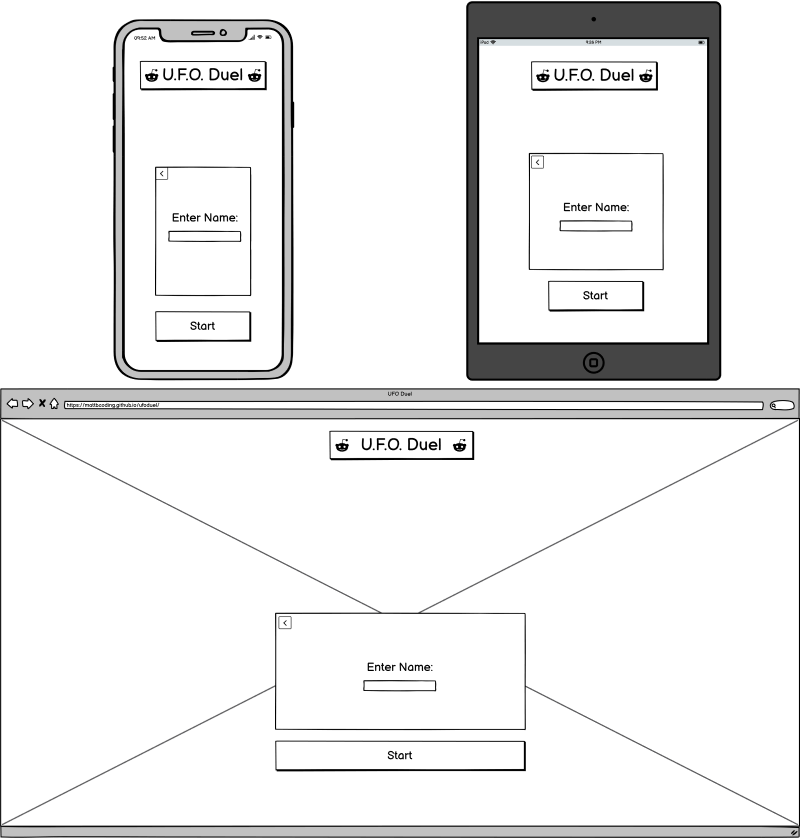 09:52 AM
U.F.O. Duel
<
Enter Name:
Start
iPad
9:26 PM
U.F.O. Duel
<
Enter Name:
Start
UFO Duel
https://mattbcoding.github.io/ufoduel/
U.F.O. Duel
<
Enter Name:
Start